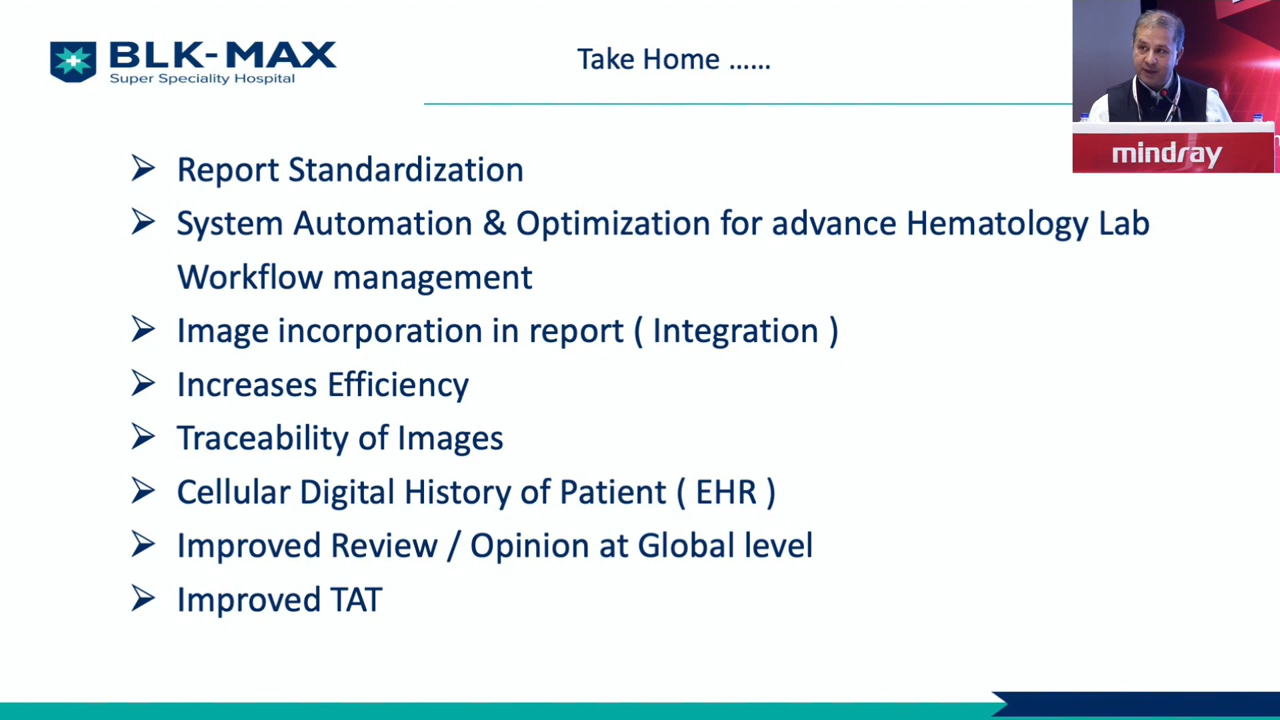 BLK-MAX
Super Speciality Hospital
Take Home ......
mindray
➢ Report Standardization
➢ System Automation & Optimization for advance Hematology Lab
Workflow management
➢ Image incorporation in report ( Integration )
➢ Increases Efficiency
➢ Traceability of Images
➢ Cellular Digital History of Patient ( EHR )
➢ Improved Review / Opinion at Global level
➢ Improved TAT